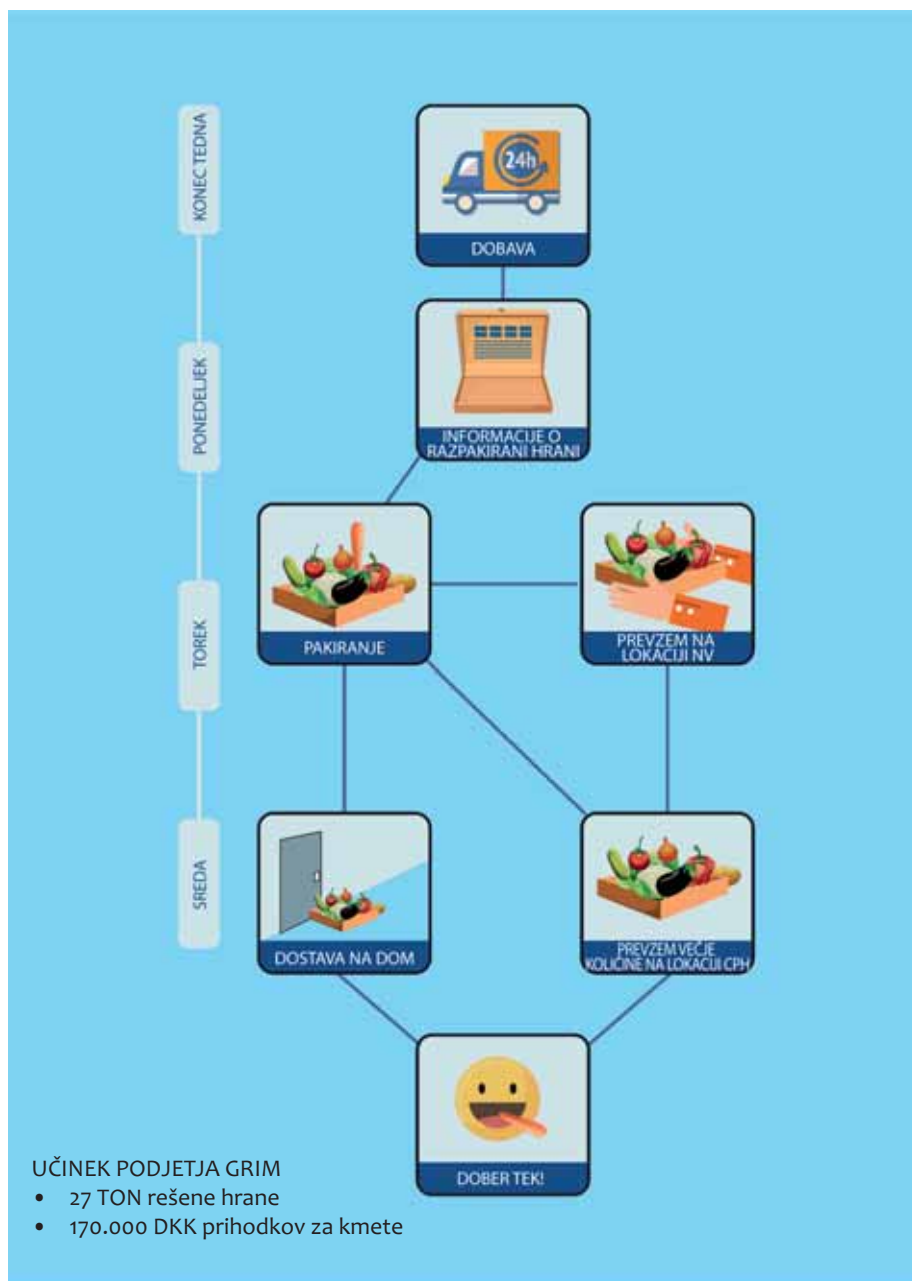 KONEC TEDNA
24h
DOBAVA
PONEDELJEK
INFORMACIJE O
RAZPAKIRANI HRANI
TOREK
PAKIRANJE
PREVZEM NA
LOKACIJI NV
SREDA
DOSTAVA NA DOM
PREVZEM VEČJE
KOLIČINE NA LOKACIJI CPH
DOBER TEK!
UČINEK PODJETJA GRIM
• 27 TON rešene hrane
• 170.000 DKK prihodkov za kmete